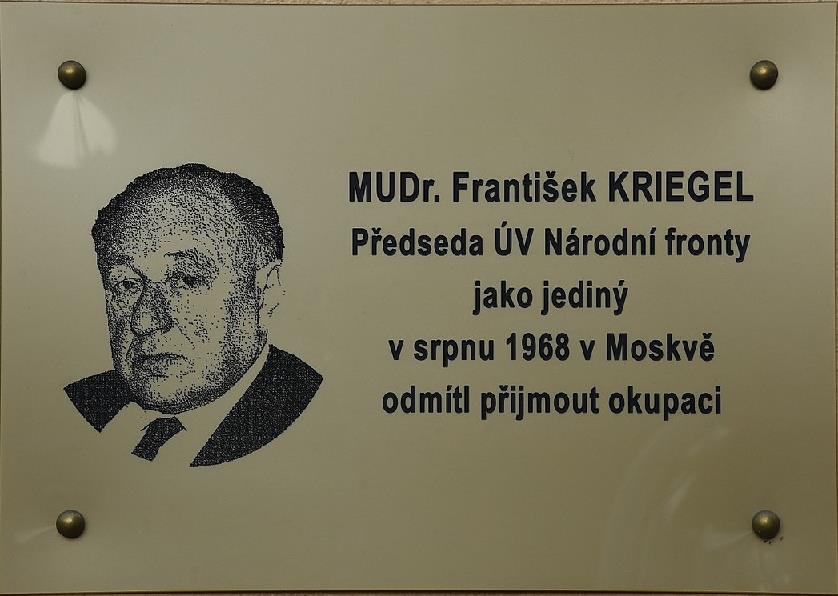 MUDr. František KRIEGEL
Předseda ÚV Národní fronty
jako jediný
v srpnu 1968 v Moskvě
odmítl přijmout okupaci